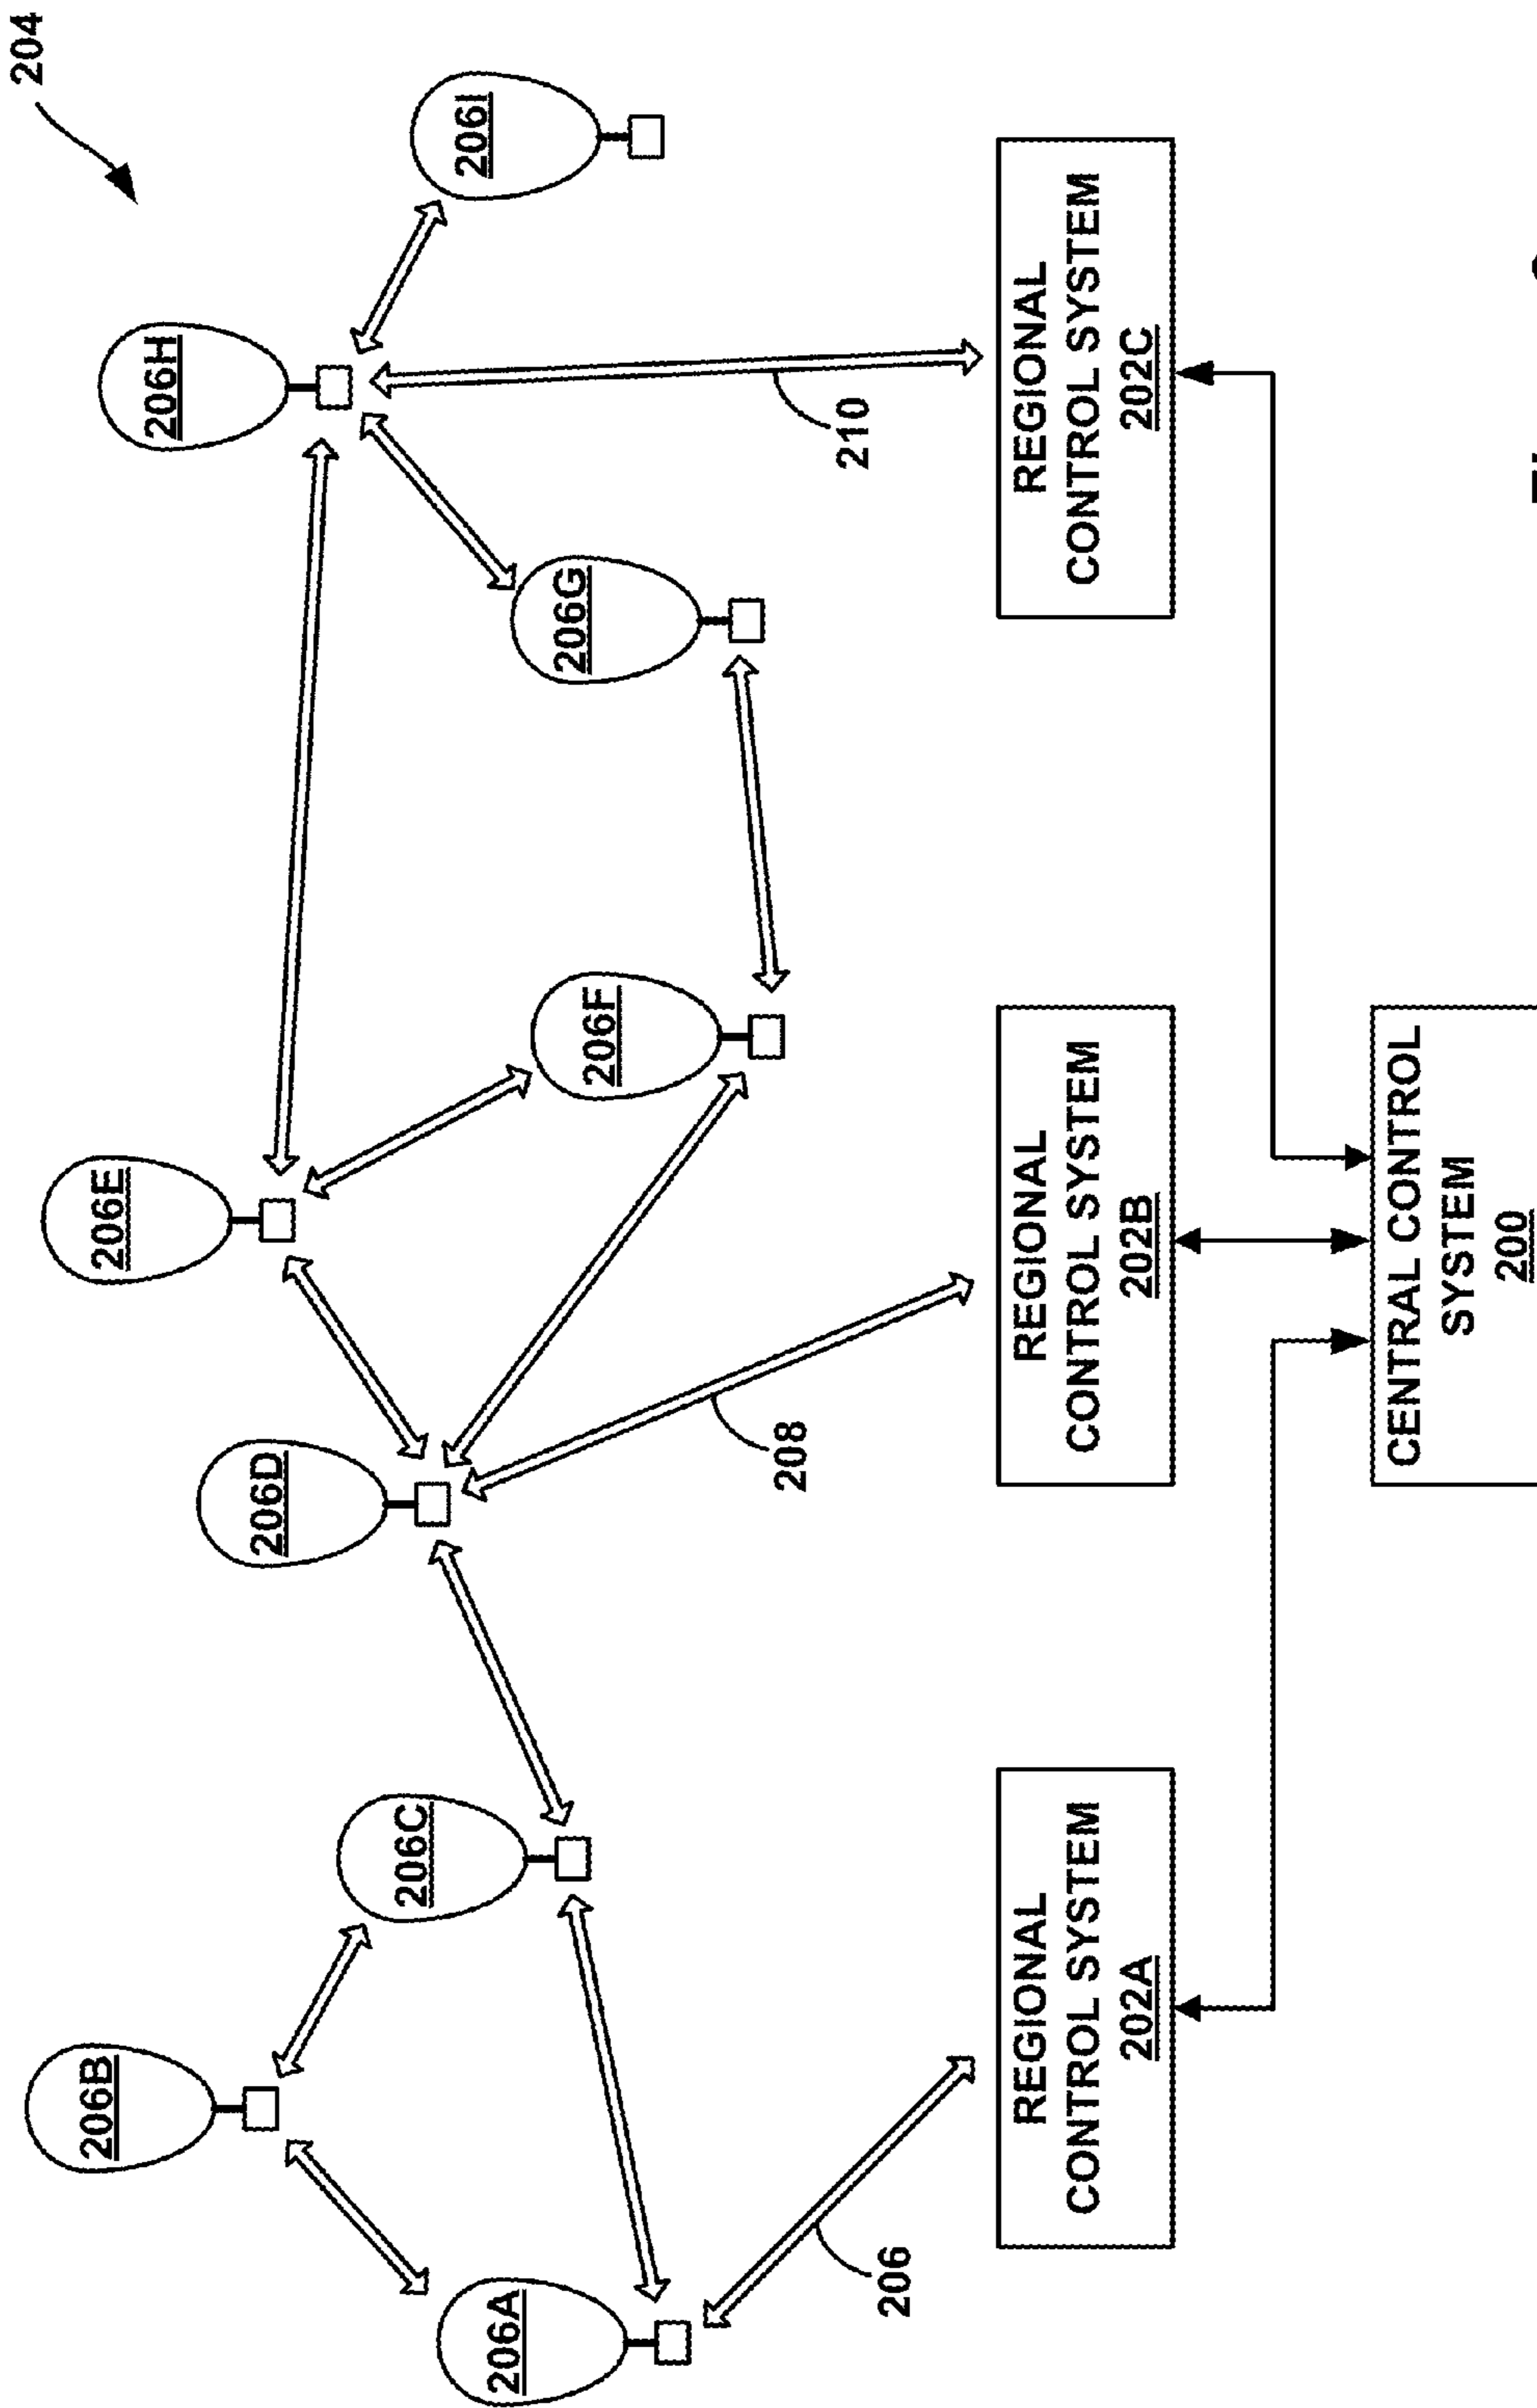 204
206B
206E
206H
206D
206C
206I
206A
206F
206G
206
208
210
REGIONAL
CONTROL SYSTEM
202A
REGIONAL
CONTROL SYSTEM
202B
REGIONAL
CONTROL SYSTEM
202C
CENTRAL CONTROL
SYSTEM
200